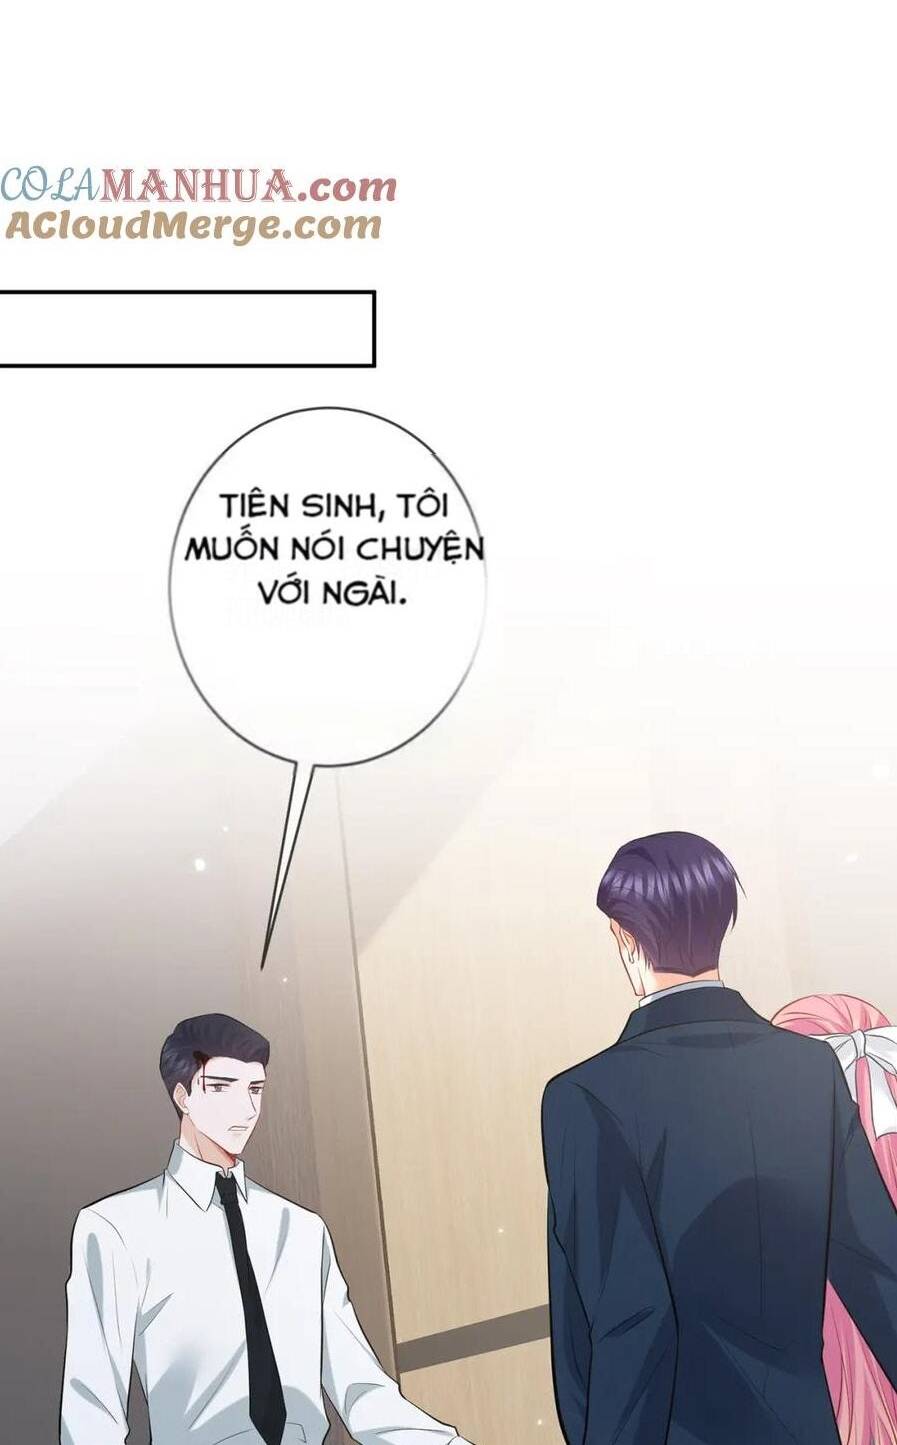 COLAMANHUA.com
ACloudMerge.com
TIÊN SINH, TÔI
MUỐN NÓI CHUYỆN
VỚI NGÀI.